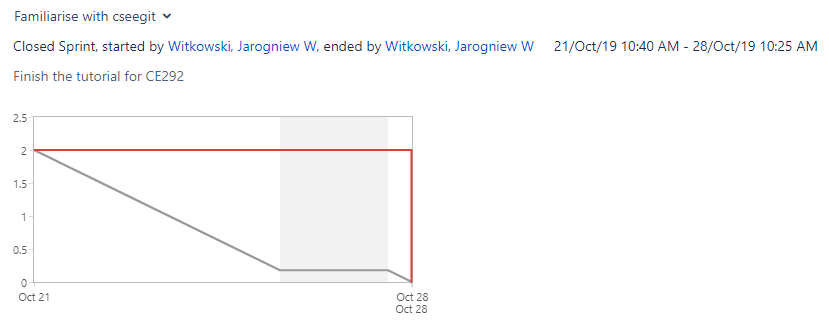 Familiarise with cseegit
Closed Sprint, started by Witkowski, Jarogniew W, ended by Witkowski, Jarogniew W 21/Oct/19 10:40 AM - 28/Oct/19 10:25 AM
Finish the tutorial for CE292
2.5
2
1.5
1
0.5
0
Oct 21 Oct 28
Oct 28